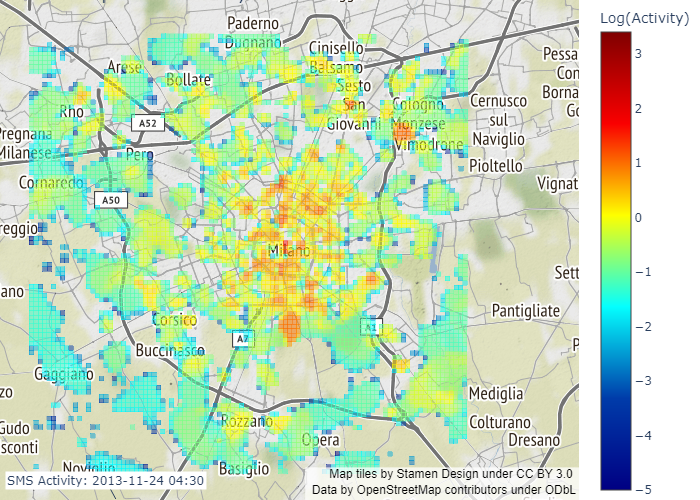 Log(Activity)
Paderno
Dugnano
Cinisello
Balsamo
Arese
Bollate
Sesto
San
Giovanni
Cologno
Monzese
Cernusco
sul
Naviglio
Pessa
Con
Borna
Go
Rho
A52
Vimodrone
Pregnana
Milanese
Pero
Pioltello
Cornaredo
Vignat
A50
reggio
Milano
Sett
ano
Pantigliate
Corsico
A7
A1
P
Buccinasco
Gaggiano
zo
Mediglia
Rozzano
Colturano
Gudo
sconti
Opera
Dresano
Noviglio
Basiglio
SMS Activity: 2013-11-24 04:30
Map tiles by Stamen Design under CC BY 3.0
Data by OpenStreetMap contributors under ODbL
3
2
1
0
−1
−2
−3
−4
−5